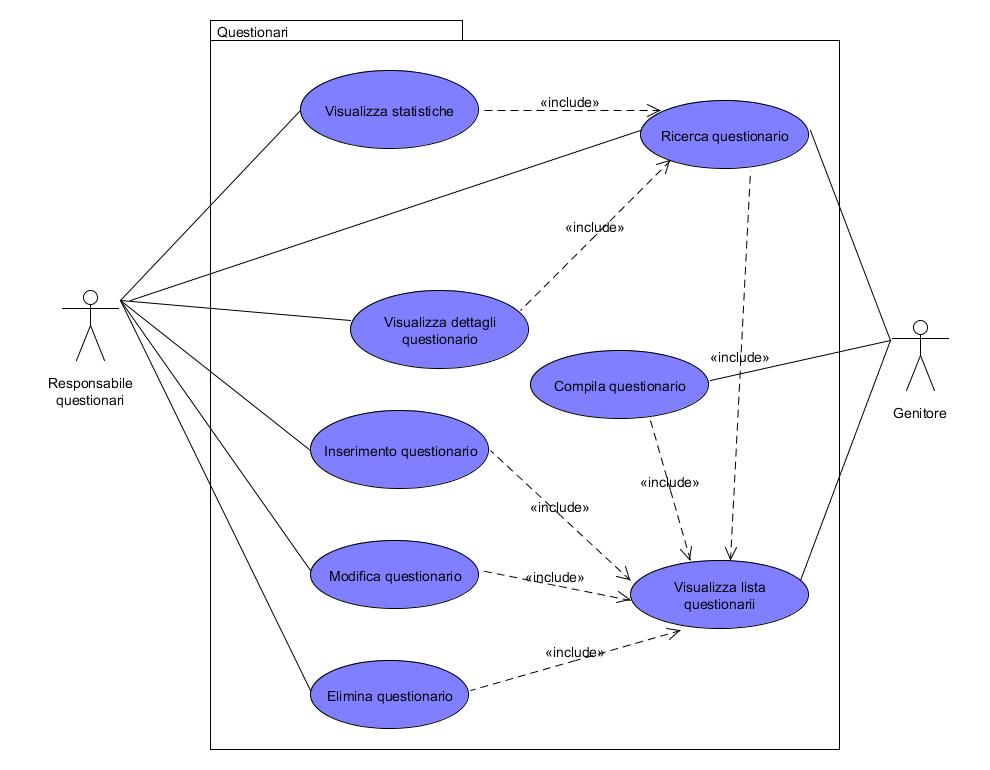 Questionari
Visualizza statistiche
«include»
Ricerca questionario
«include»
Visualizza dettagli
questionario
«include»
Compila questionario
Responsabile
questionari
Genitore
Inserimento questionario
«include»
«include»
Modifica questionario
«include»
Visualizza lista
questionarii
«include»
Elimina questionario